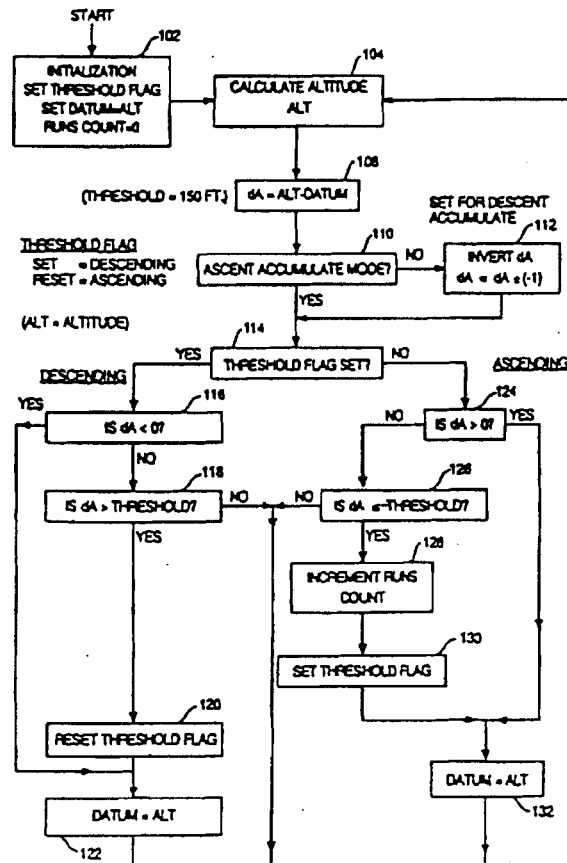 START
102
INITIALIZATION
SET THRESHOLD FLAG
SET DATUM=ALT
RUNS COUNT=0
104
CALCULATE ALTITUDE
ALT
(THRESHOLD = 150 FT.)
108
dA = ALT-DATUM
SET FOR DESCENT
ACCUMULATE
112
INVERT dA
dA = dA x (-1)
THRESHOLD FLAG
SET = DESCENDING
RESET = ASCENDING
110
ASCENT ACCUMULATE MODE?
NO
YES
(ALT = ALTITUDE)
114
THRESHOLD FLAG SET?
YES
NO
DESCENDING
ASCENDING
116
YES
IS dA < 0?
NO
124
NO
IS dA > 0?
YES
118
IS dA > THRESHOLD?
NO
YES
126
NO
IS dA ≤ -THRESHOLD?
YES
128
INCREMENT RUNS
COUNT
130
SET THRESHOLD FLAG
120
RESET THRESHOLD FLAG
DATUM = ALT
122
DATUM = ALT
132